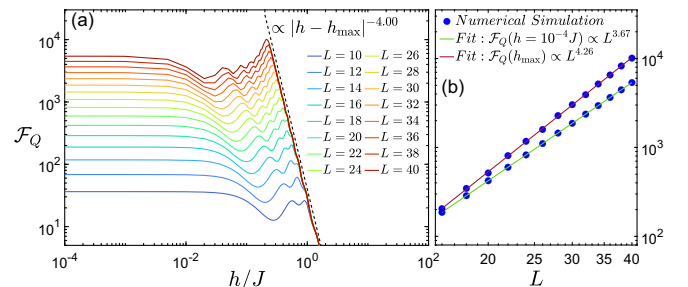 (a)
∝ |h − h_max|^−4.00
L = 10
L = 12
L = 14
L = 16
L = 18
L = 20
L = 22
L = 24
L = 26
L = 28
L = 30
L = 32
L = 34
L = 36
L = 38
L = 40
F_Q
10^4
10^3
10^2
10^1
10^-4
10^-2
10^0
10^2
h/J
Numerical Simulation
Fit : F_Q(h = 10^−4J) ∝ L^3.67
Fit : F_Q(h_max) ∝ L^4.26
(b)
10^4
10^3
10^2
20
25
30
35
40
L